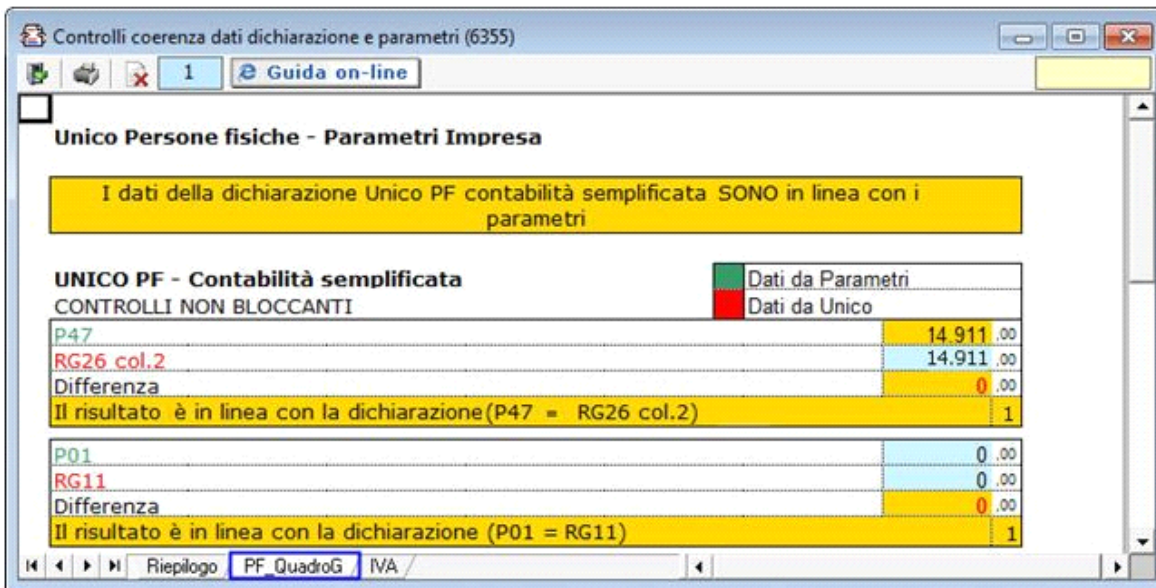 Controlli coerenza dati dichiarazione e parametri (6355)
1 Guida on-line
Unico Persone fisiche - Parametri Impresa
I dati della dichiarazione Unico PF contabilità semplificata SONO in linea con i
parametri
UNICO PF - Contabilità semplificata
Dati da Parametri
CONTROLLI NON BLOCCANTI
Dati da Unico
P47 14.911 ,00
RG26 col.2 14.911 ,00
Differenza 0 ,00
Il risultato è in linea con la dichiarazione(P47 = RG26 col.2) 1
P01 0 ,00
RG11 0 ,00
Differenza 0 ,00
Il risultato è in linea con la dichiarazione (P01 = RG11) 1
Riepilogo PF_QuadroG IVA